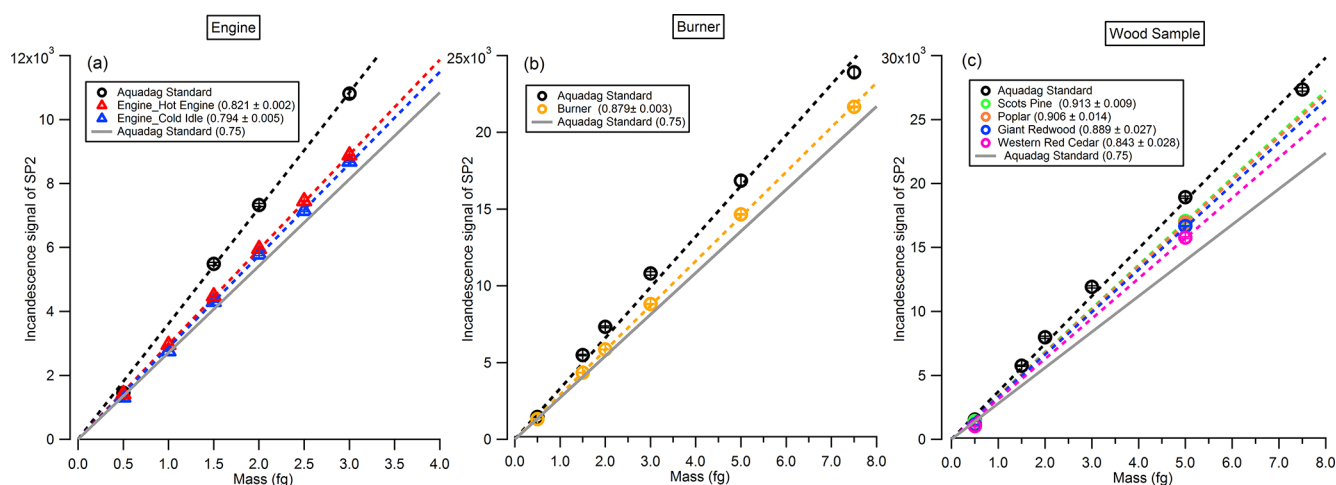 Engine
Burner
Wood Sample
12x10³
10
8
6
4
2
0
Incandescence signal of SP2
(a)
Aquadag Standard
Engine_Hot Engine (0.821 ± 0.002)
Engine_Cold Idle (0.794 ± 0.005)
Aquadag Standard (0.75)
0.0 0.5 1.0 1.5 2.0 2.5 3.0 3.5 4.0
Mass (fg)
25x10³
20
15
10
5
0
Incandescence signal of SP2
(b)
Aquadag Standard
Burner (0.879± 0.003)
Aquadag Standard (0.75)
0.0 1.0 2.0 3.0 4.0 5.0 6.0 7.0 8.0
Mass (fg)
30x10³
25
20
15
10
5
0
Incandescence signal of SP2
(c)
Aquadag Standard
Scots Pine (0.913 ± 0.009)
Poplar (0.906 ± 0.014)
Giant Redwood (0.889 ± 0.027)
Western Red Cedar (0.843 ± 0.028)
Aquadag Standard (0.75)
0.0 1.0 2.0 3.0 4.0 5.0 6.0 7.0 8.0
Mass (fg)